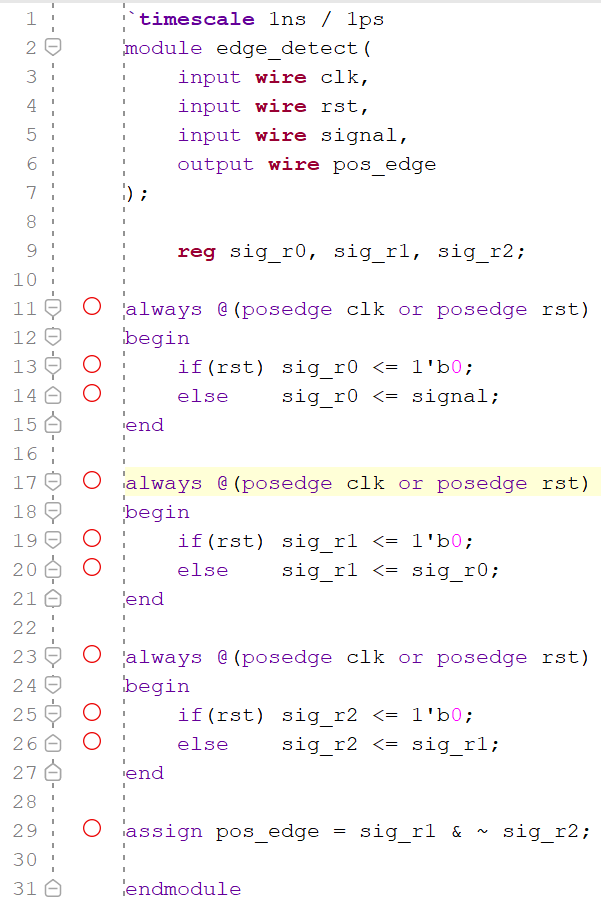 1 `timescale 1ns / 1ps
2 module edge_detect(
3 input wire clk,
4 input wire rst,
5 input wire signal,
6 output wire pos_edge
7 );
8
9 reg sig_r0, sig_r1, sig_r2;
10
11 always @(posedge clk or posedge rst)
12 begin
13 if(rst) sig_r0 <= 1'b0;
14 else sig_r0 <= signal;
15 end
16
17 always @(posedge clk or posedge rst)
18 begin
19 if(rst) sig_r1 <= 1'b0;
20 else sig_r1 <= sig_r0;
21 end
22
23 always @(posedge clk or posedge rst)
24 begin
25 if(rst) sig_r2 <= 1'b0;
26 else sig_r2 <= sig_r1;
27 end
28
29 assign pos_edge = sig_r1 & ~ sig_r2;
30
31 endmodule